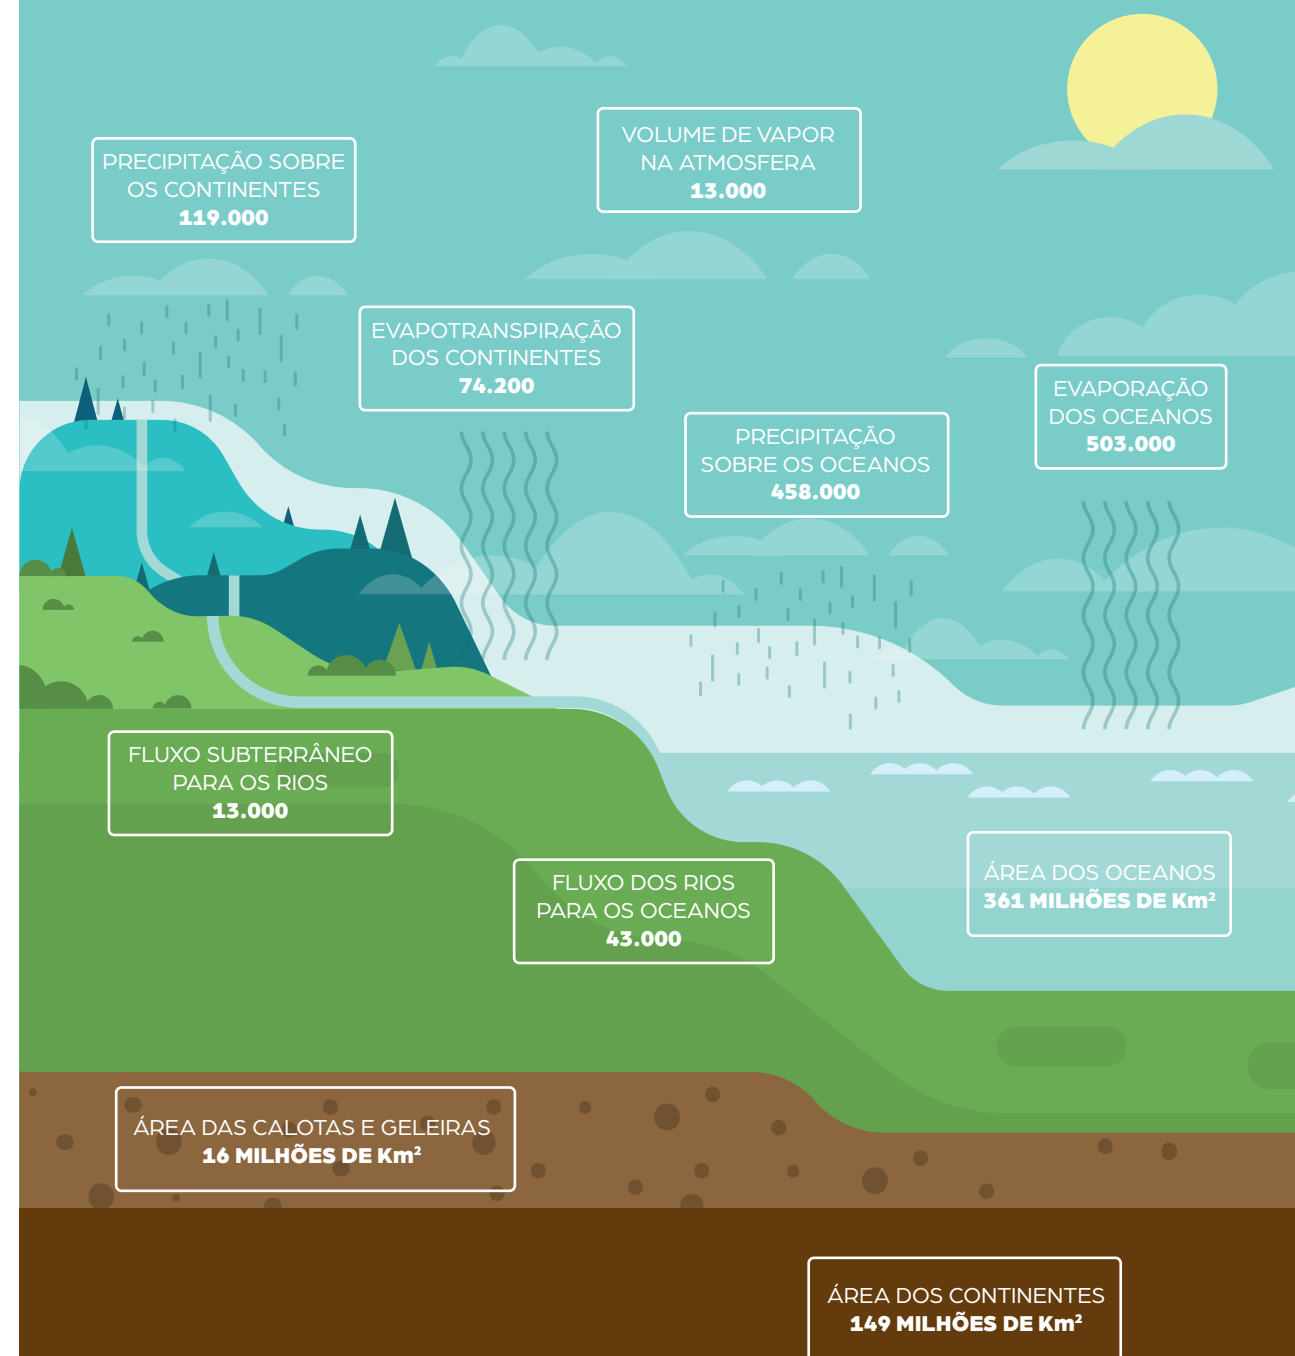 VOLUME DE VAPOR
NA ATMOSFERA
13.000
PRECIPITAÇÃO SOBRE
OS CONTINENTES
119.000
EVAPOTRANSPIRAÇÃO
DOS CONTINENTES
74.200
EVAPORAÇÃO
DOS OCEANOS
503.000
PRECIPITAÇÃO
SOBRE OS OCEANOS
458.000
FLUXO SUBTERRÂNEO
PARA OS RIOS
13.000
FLUXO DOS RIOS
PARA OS OCEANOS
43.000
ÁREA DOS OCEANOS
361 MILHÕES DE Km²
ÁREA DAS CALOTAS E GELEIRAS
16 MILHÕES DE Km²
ÁREA DOS CONTINENTES
149 MILHÕES DE Km²